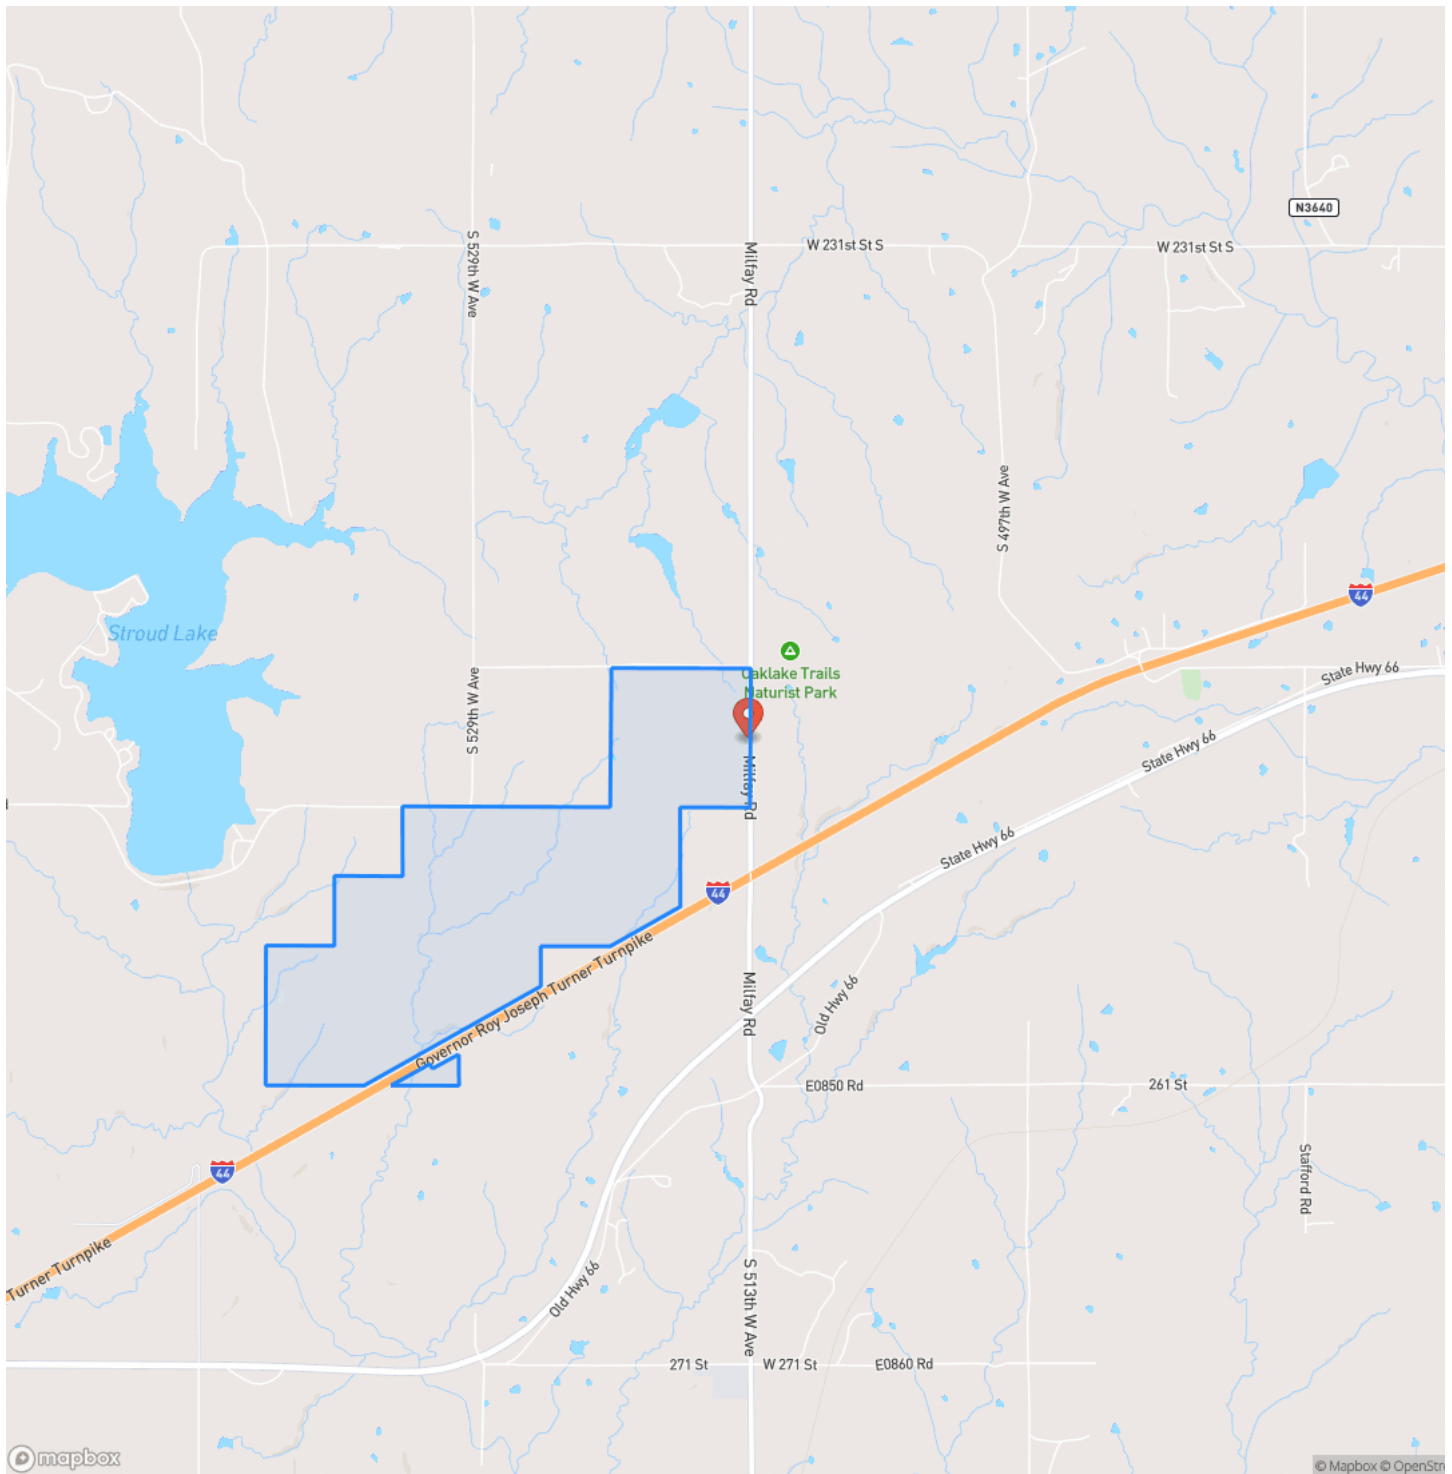 N3640
W 231st St S
W 231st St S
S 529th W Ave
Milfay Rd
S 497th W Ave
44
Stroud Lake
Oaklake Trails
Naturist Park
State Hwy 66
S 529th W Ave
State Hwy 66
Milfay Rd
State Hwy 66
44
Governor Roy Joseph Turner Turnpike
Milfay Rd
Old Hwy 66
E0850 Rd
261 St
44
Stafford Rd
Turner Turnpike
Old Hwy 66
S 513th W Ave
271 St
W 271 St
E0860 Rd
mapbox
© Mapbox © OpenStre